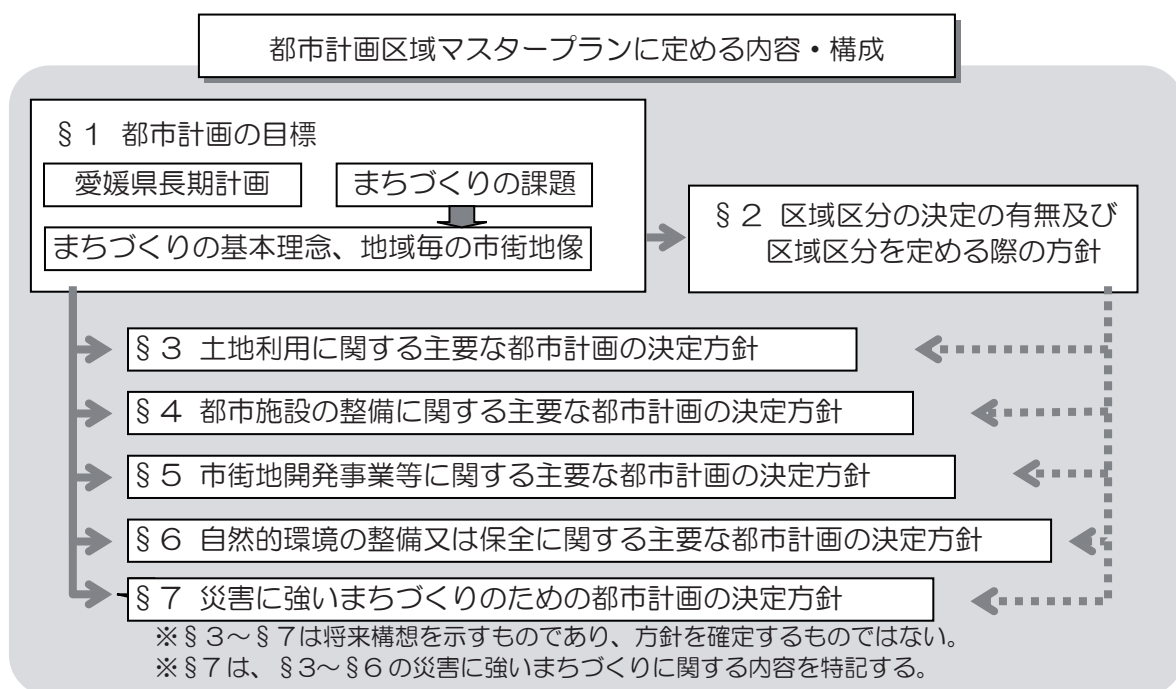 都市計画区域マスタープランに定める内容・構成
§1 都市計画の目標
愛媛県長期計画
まちづくりの課題
まちづくりの基本理念、地域毎の市街地像
§2 区域区分の決定の有無及び
区域区分を定める際の方針
§3 土地利用に関する主要な都市計画の決定方針
§4 都市施設の整備に関する主要な都市計画の決定方針
§5 市街地開発事業等に関する主要な都市計画の決定方針
§6 自然的環境の整備又は保全に関する主要な都市計画の決定方針
§7 災害に強いまちづくりのための都市計画の決定方針
※§3~§7は将来構想を示すものであり、方針を確定するものではない。
※§7は、§3~§6の災害に強いまちづくりに関する内容を特記する。